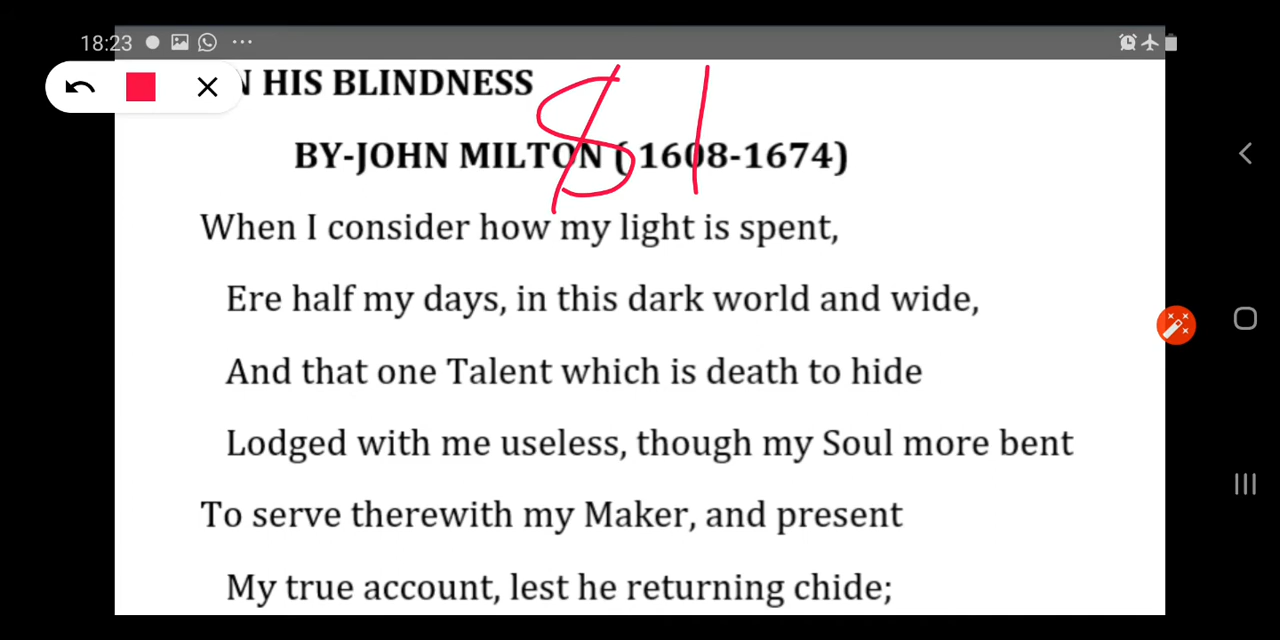 18:23
N HIS BLINDNESS
81
BY-JOHN MILTON ( 1608-1674)
When I consider how my light is spent,
Ere half my days, in this dark world and wide,
And that one Talent which is death to hide
Lodged with me useless, though my Soul more bent
To serve therewith my Maker, and present
My true account, lest he returning chide;